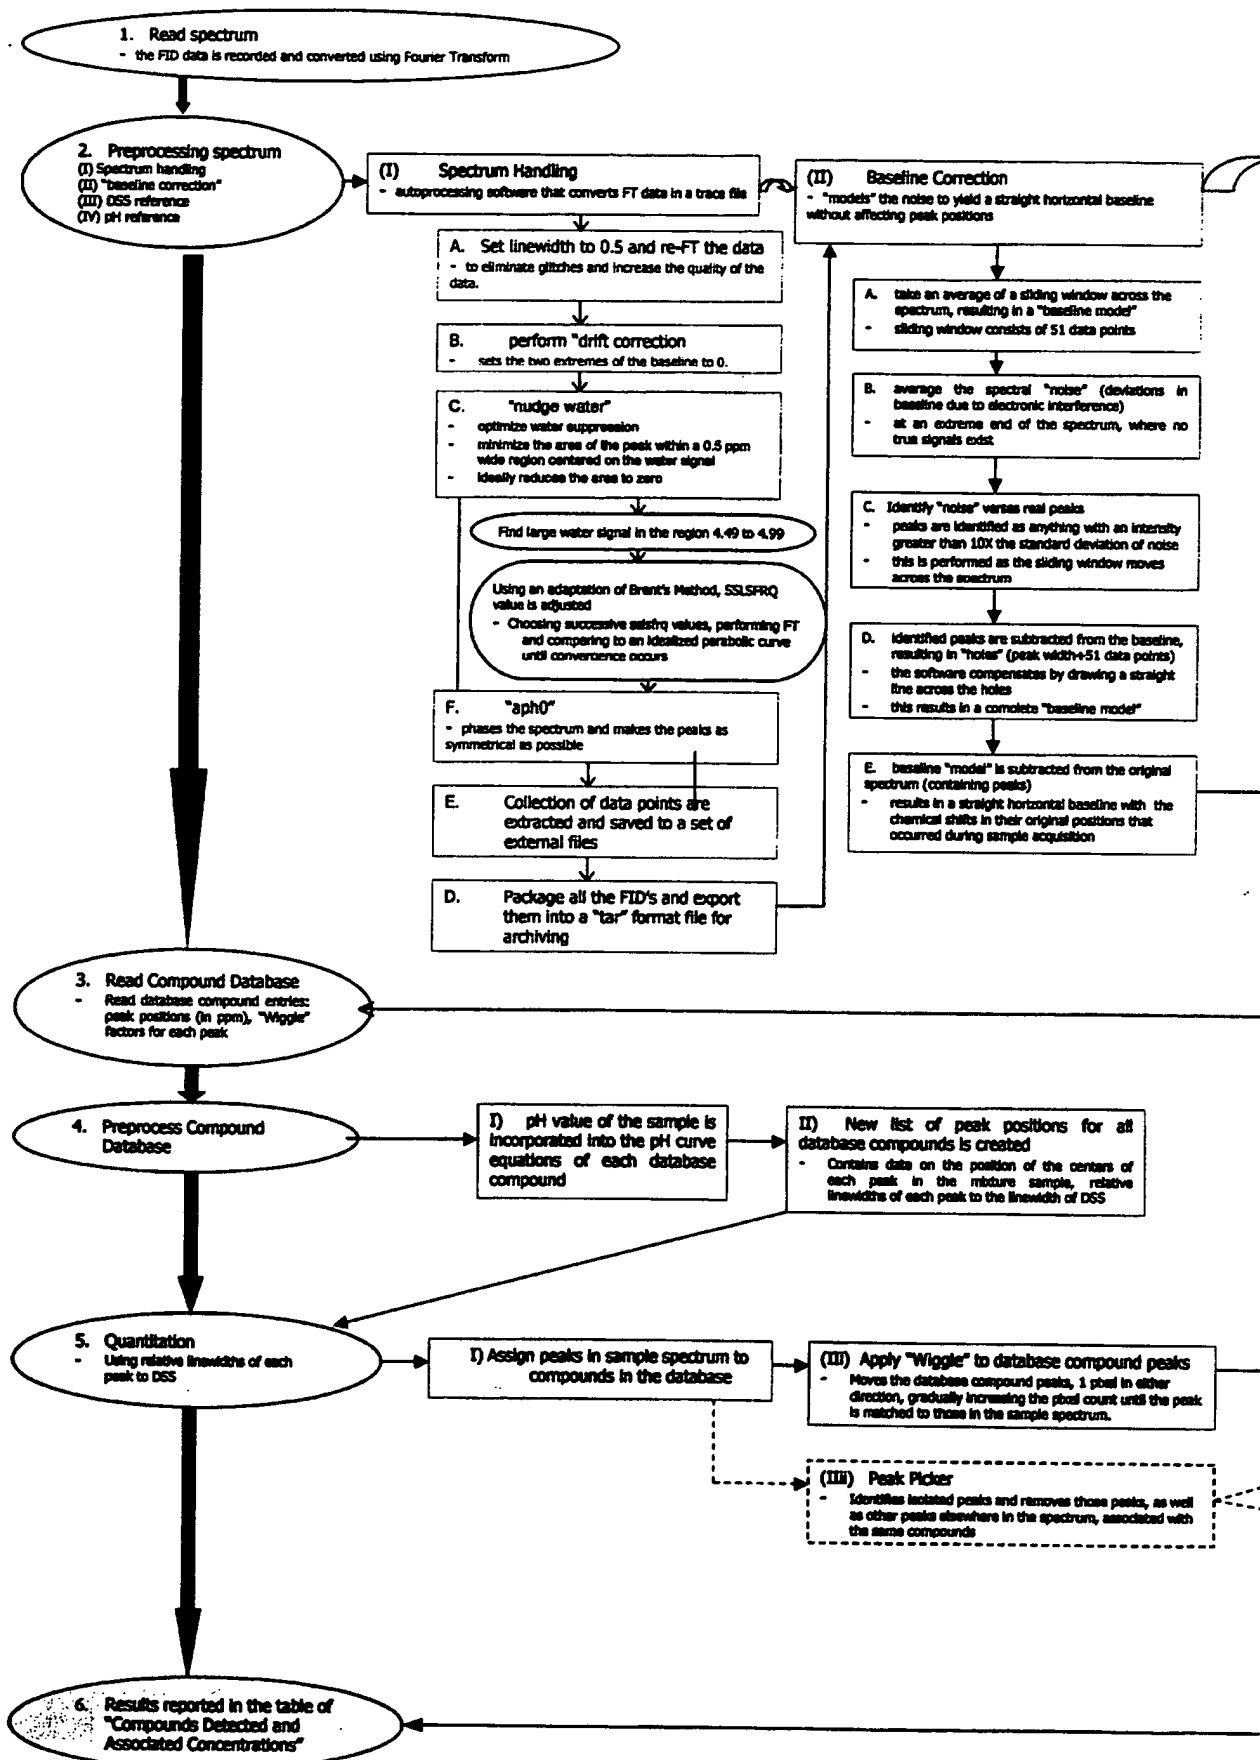 1. Read spectrum
- the FID data is recorded and converted using Fourier Transform
2. Preprocessing spectrum
(I) Spectrum handling
(II) "baseline correction"
(III) DSS reference
(IV) pH reference
(I) Spectrum Handling
- autoprocessing software that converts FT data in a trace file
(II) Baseline Correction
- "models" the noise to yield a straight horizontal baseline
without affecting peak positions
A. Set linewidth to 0.5 and re-FT the data
- to eliminate glitches and increase the quality of the
data.
B. perform "drift correction
- sets the two extremes of the baseline to 0.
C. "nudge water"
- optimize water suppression
- minimize the area of the peak within a 0.5 ppm
wide region centered on the water signal
- ideally reduces the area to zero
Find large water signal in the region 4.49 to 4.99
Using an adaptation of Brent's Method, SSLSFRQ
value is adjusted
- Choosing successive sslsfrq values, performing FT
and comparing to an idealized parabolic curve
until convergence occurs
F. "aph0"
- phases the spectrum and makes the peaks as
symmetrical as possible
E. Collection of data points are
extracted and saved to a set of
external files
D. Package all the FID's and export
them into a "tar" format file for
archiving
A. take an average of a sliding window across the
spectrum, resulting in a "baseline model"
- sliding window consists of 51 data points
B. average the spectral "noise" (deviations in
baseline due to electronic interference)
- at an extreme end of the spectrum, where no
true signals exist
C. Identify "noise" verses real peaks
- peaks are identified as anything with an intensity
greater than 10X the standard deviation of noise
- this is performed as the sliding window moves
across the spectrum
D. identified peaks are subtracted from the baseline,
resulting in "holes" (peak width+51 data points)
- the software compensates by drawing a straight
line across the holes
- this results in a complete "baseline model"
E. baseline "model" is subtracted from the original
spectrum (containing peaks)
- results in a straight horizontal baseline with the
chemical shifts in their original positions that
occurred during sample acquisition
3. Read Compound Database
- Read database compound entries:
peak positions (in ppm), "Wiggle"
factors for each peak
4. Preprocess Compound
Database
I) pH value of the sample is
incorporated into the pH curve
equations of each database
compound
II) New list of peak positions for all
database compounds is created
- Contains data on the position of the centers of
each peak in the mixture sample, relative
linewidths of each peak to the linewidth of DSS
5. Quantitation
- Using relative linewidths of each
peak to DSS
I) Assign peaks in sample spectrum to
compounds in the database
(III) Apply "Wiggle" to database compound peaks
- Moves the database compound peaks, 1 pixel in either
direction, gradually increasing the pixel count until the peak
is matched to those in the sample spectrum.
(IIii) Peak Picker
- Identifies isolated peaks and removes those peaks, as well
as other peaks elsewhere in the spectrum, associated with
the same compounds
6. Results reported in the table of
"Compounds Detected and
Associated Concentrations"